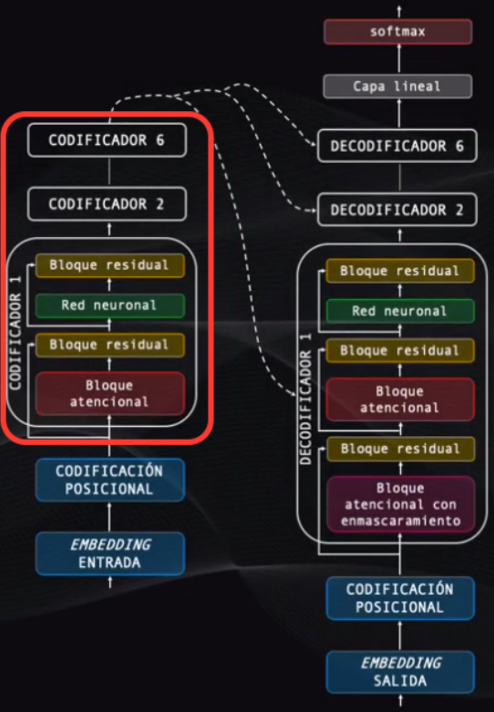 softmax
Capa lineal
CODIFICADOR 6
CODIFICADOR 2
CODIFICADOR 1
Bloque residual
Red neuronal
Bloque residual
Bloque
atencional
CODIFICACIÓN
POSICIONAL
EMBEDDING
ENTRADA
DECODIFICADOR 6
DECODIFICADOR 2
DECODIFICADOR 1
Bloque residual
Red neuronal
Bloque residual
Bloque
atencional
Bloque residual
Bloque
atencional con
enmascaramiento
CODIFICACIÓN
POSICIONAL
EMBEDDING
SALIDA